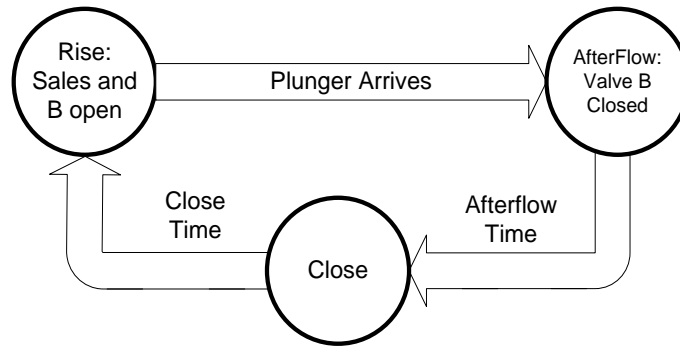 Rise:
Sales and
B open
Plunger Arrives
AfterFlow:
Valve B
Closed
Close
Time
Afterflow
Time
Close